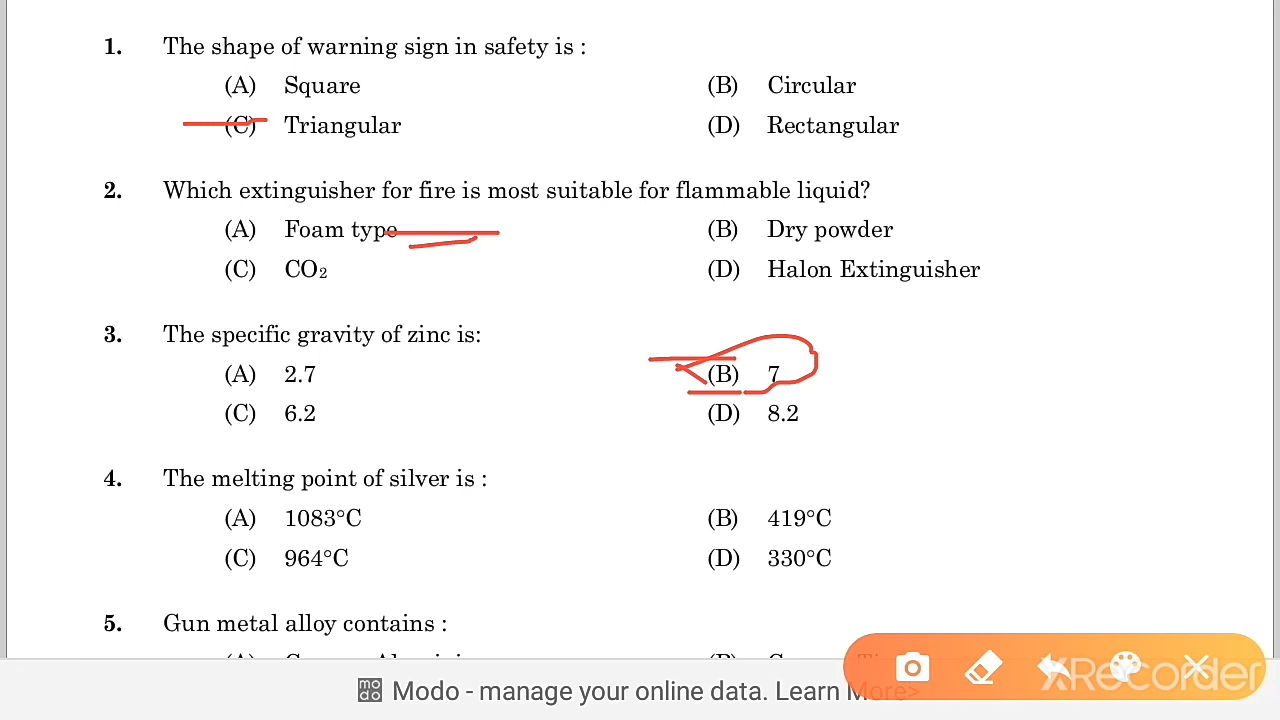 1. The shape of warning sign in safety is :
(A) Square (B) Circular
(C) Triangular (D) Rectangular
2. Which extinguisher for fire is most suitable for flammable liquid?
(A) Foam type (B) Dry powder
(C) CO₂ (D) Halon Extinguisher
3. The specific gravity of zinc is:
(A) 2.7 (B) 7
(C) 6.2 (D) 8.2
4. The melting point of silver is :
(A) 1083°C (B) 419°C
(C) 964°C (D) 330°C
5. Gun metal alloy contains :
modo Modo - manage your online data. Learn More>
XRecorder